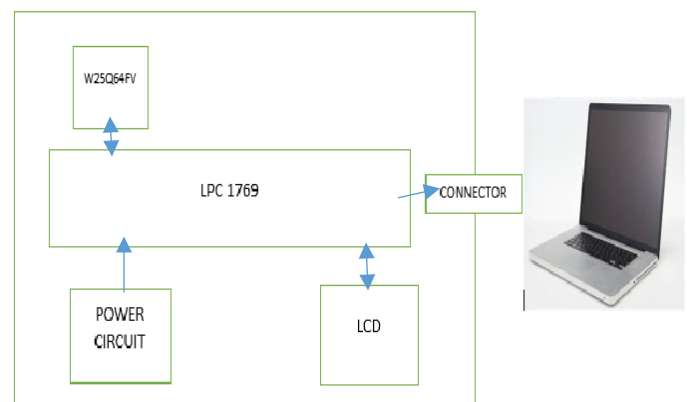 W25Q64FV
LPC 1769
CONNECTOR
POWER
CIRCUIT
LCD